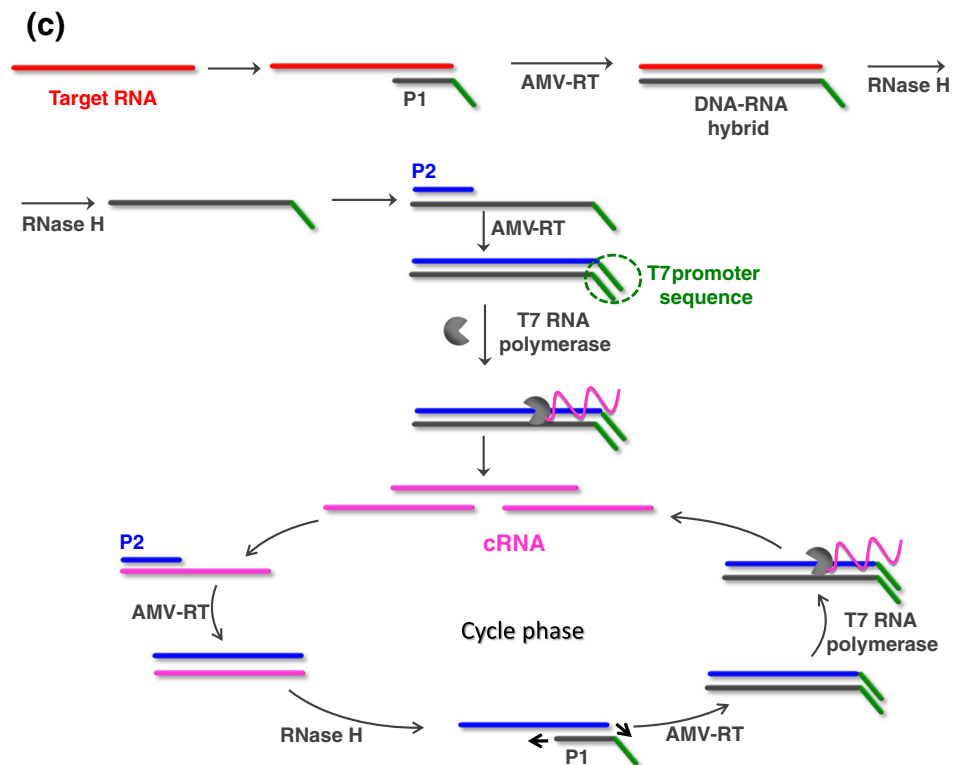 (c)
Target RNA
P1
AMV-RT
DNA-RNA
hybrid
RNase H
RNase H
P2
AMV-RT
T7promoter
sequence
T7 RNA
polymerase
cRNA
P2
AMV-RT
Cycle phase
T7 RNA
polymerase
RNase H
P1
AMV-RT